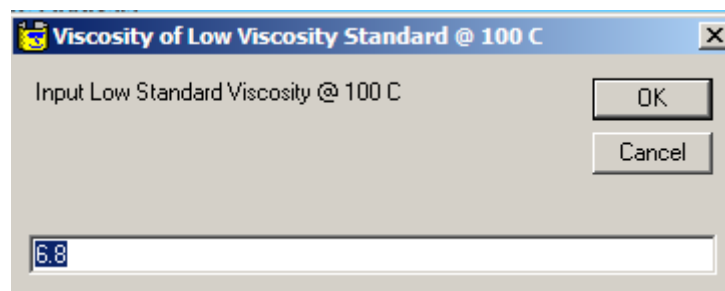 Viscosity of Low Viscosity Standard @ 100 C
Input Low Standard Viscosity @ 100 C
OK
Cancel
6.8